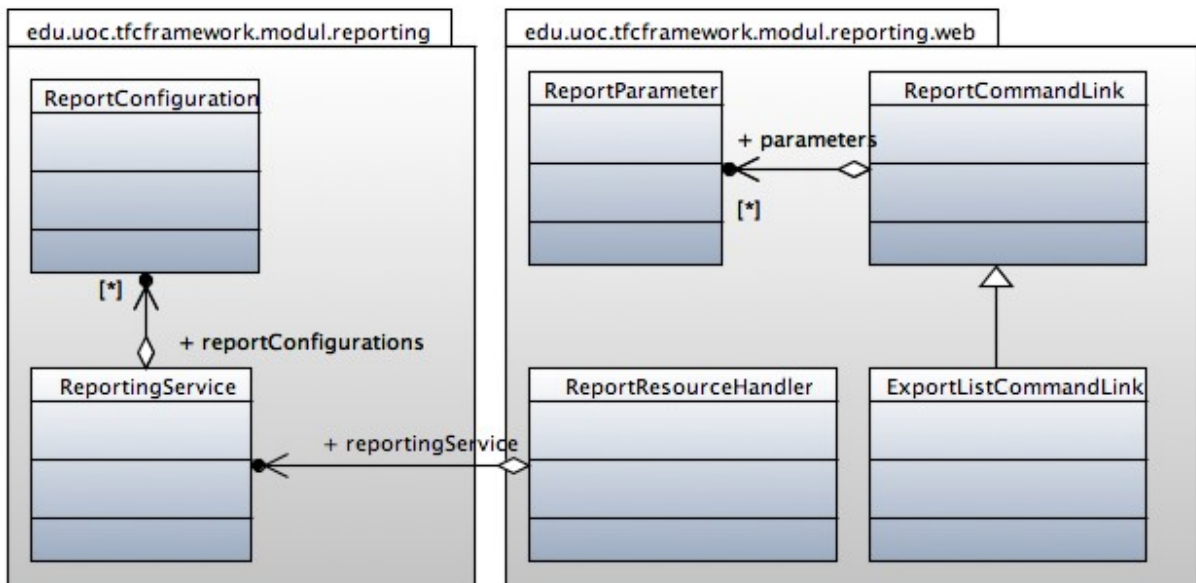 edu.uoc.tfcframework.modul.reporting
ReportConfiguration
[*]
+ reportConfigurations
ReportingService
edu.uoc.tfcframework.modul.reporting.web
ReportParameter
ReportCommandLink
+ parameters
[*]
ReportResourceHandler
ExportListCommandLink
+ reportingService